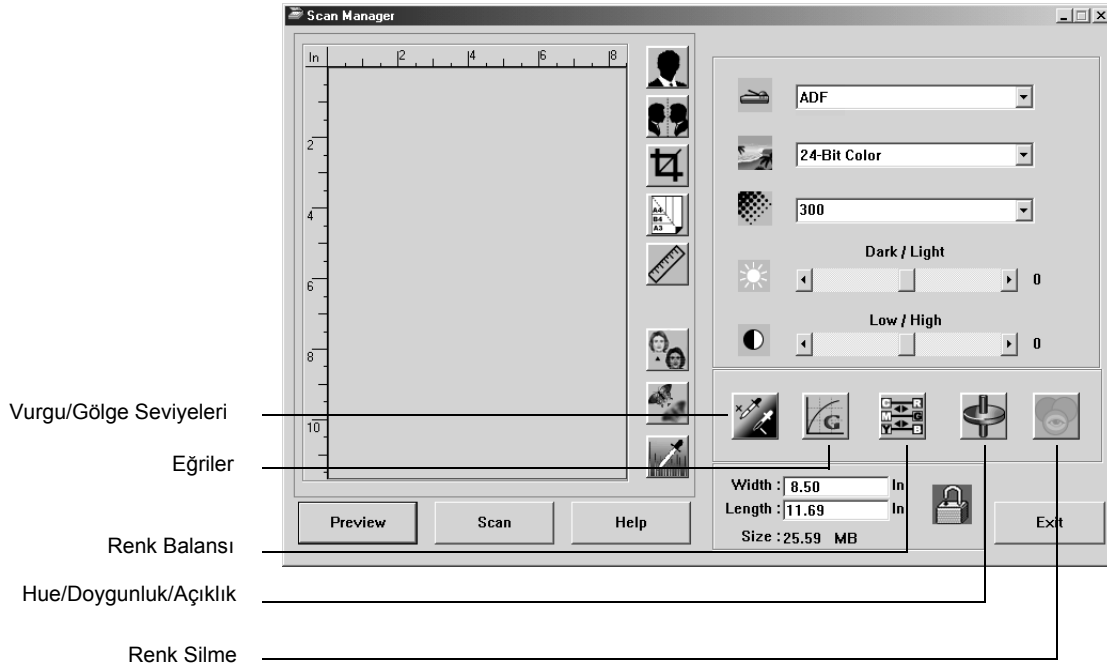 Scan Manager
In 2 4 6 8
2
4
6
8
10
A4
B4
A3
ADF
24-Bit Color
300
Dark / Light
0
Low / High
0
G
C R
M G
Y B
Width : 8.50 In
Length : 11.69 In
Size : 25.59 MB
Preview
Scan
Help
Exit
Vurgu/Gölge Seviyeleri
Eğriler
Renk Balansı
Hue/Doygunluk/Açıklık
Renk Silme